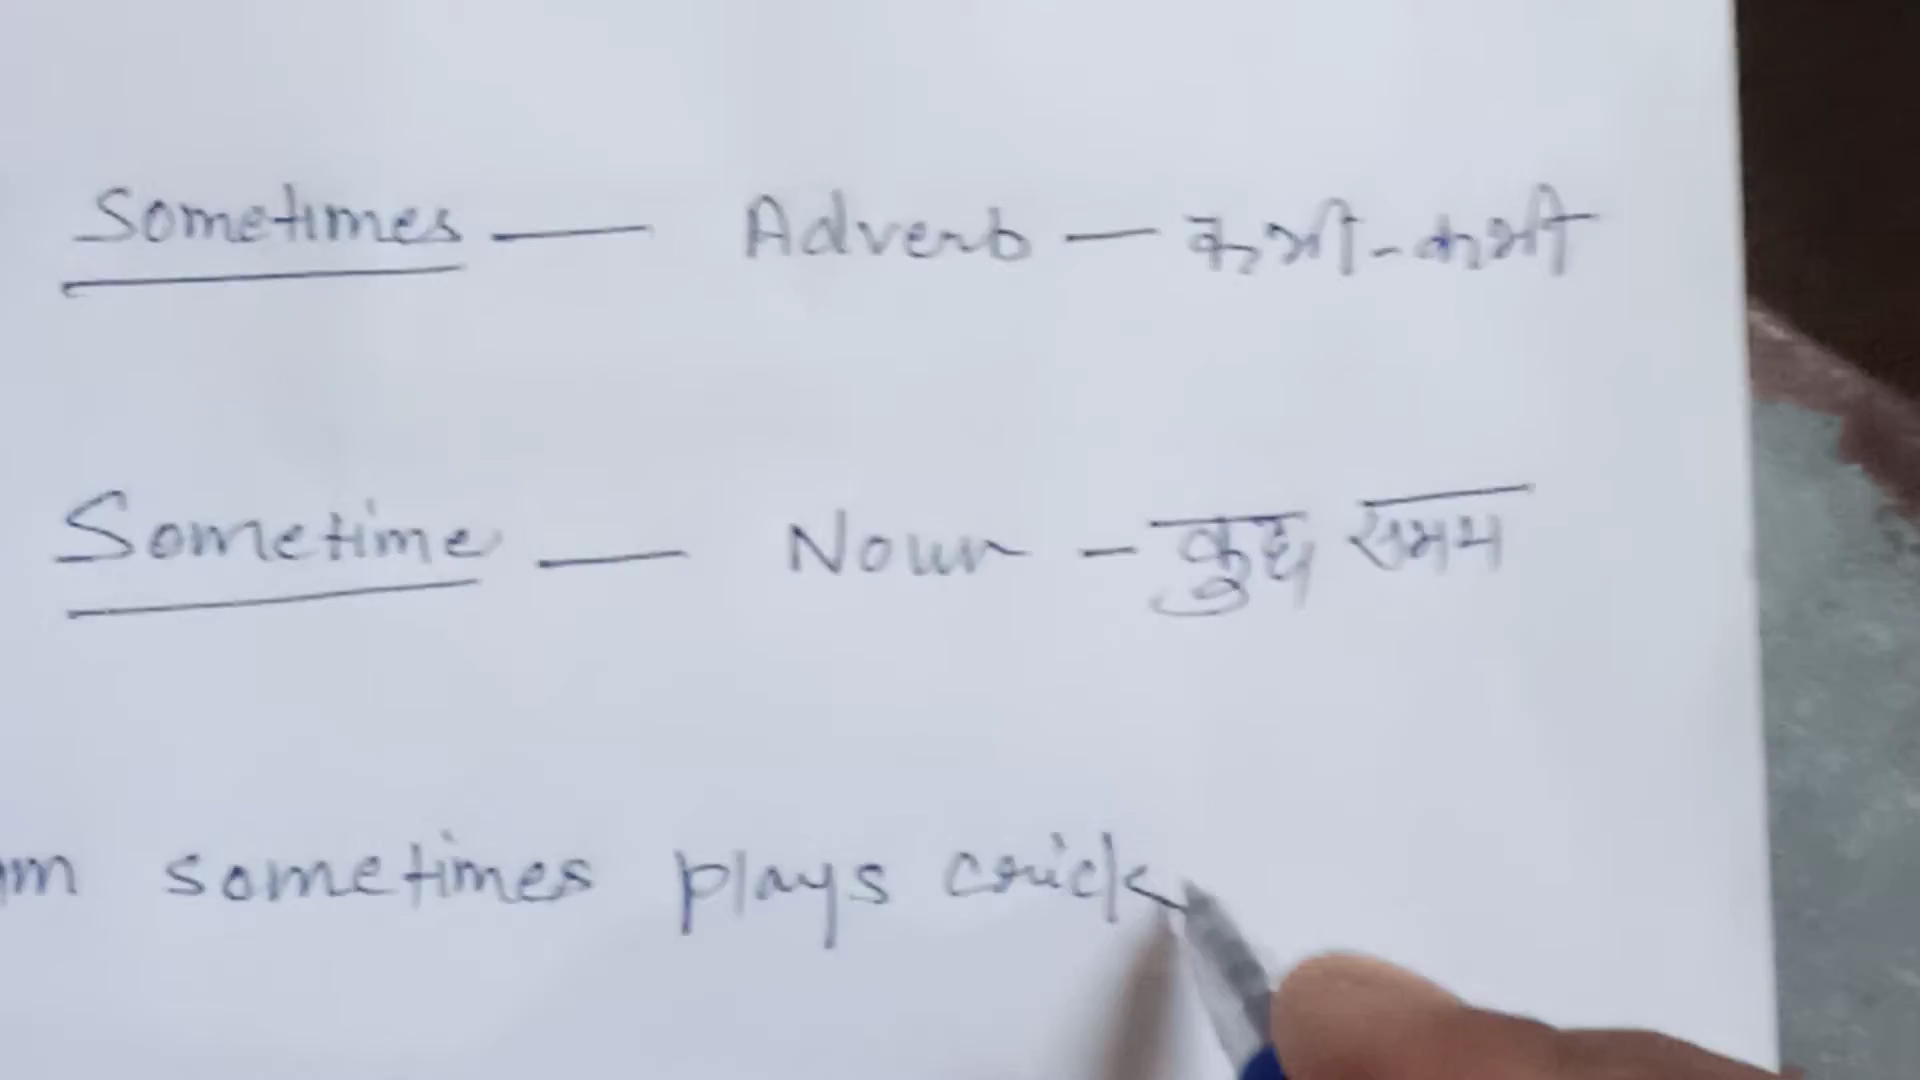 Sometimes — Adverb — कभी-कभी
Sometime — Noun - कुछ समय
sometimes plays crick